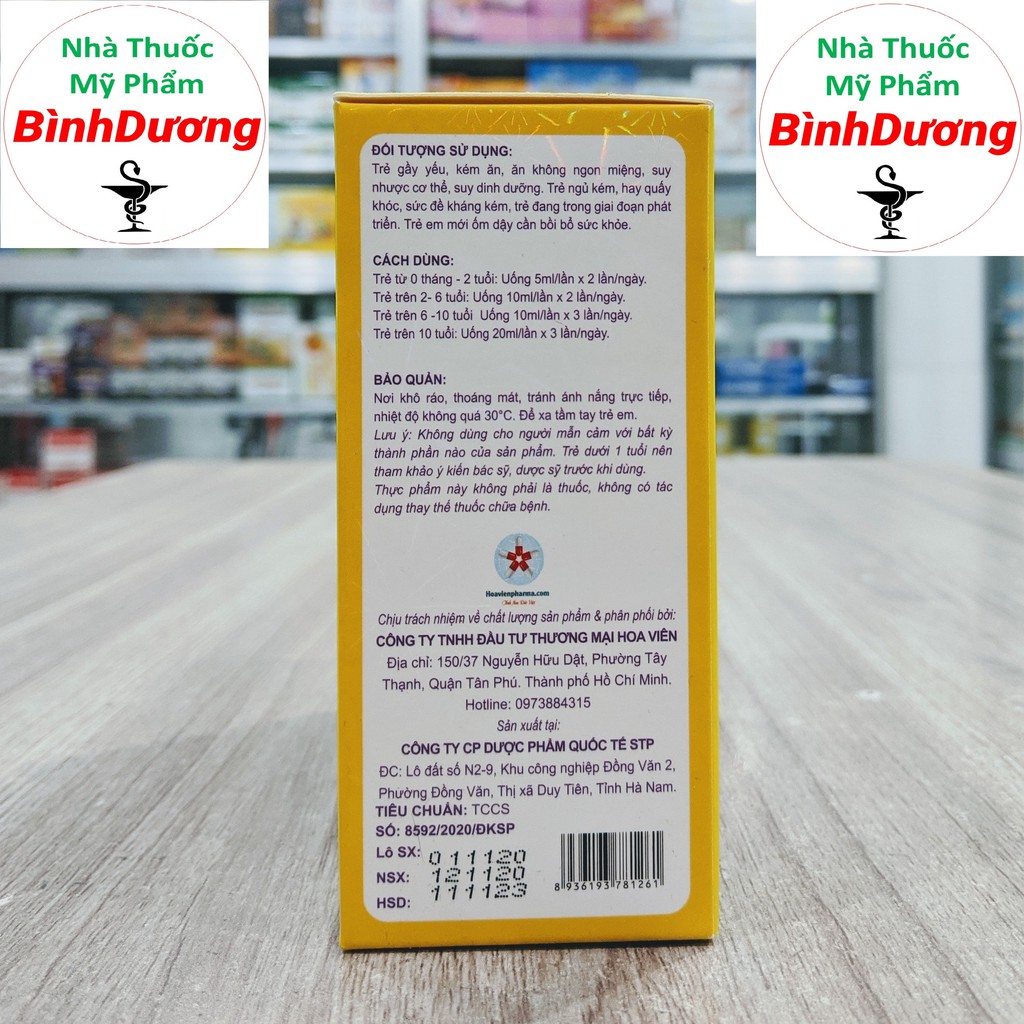 Nhà Thuốc
Mỹ Phẩm
BìnhDương
Nhà Thuốc
Mỹ Phẩm
BìnhDương
ĐỐI TƯỢNG SỬ DỤNG:
Trẻ gầy yếu, kém ăn, ăn không ngon miệng, suy
nhược cơ thể, suy dinh dưỡng. Trẻ ngủ kém, hay quấy
khóc, sức đề kháng kém, trẻ đang trong giai đoạn phát
triển. Trẻ em mới ốm dậy cần bồi bổ sức khỏe.
CÁCH DÙNG:
Trẻ từ 0 tháng - 2 tuổi: Uống 5ml/lần x 2 lần/ngày.
Trẻ trên 2- 6 tuổi: Uống 10ml/lần x 2 lần/ngày.
Trẻ trên 6 -10 tuổi Uống 10ml/lần x 3 lần/ngày.
Trẻ trên 10 tuổi: Uống 20ml/lần x 3 lần/ngày.
BẢO QUẢN:
Nơi khô ráo, thoáng mát, tránh ánh nắng trực tiếp,
nhiệt độ không quá 30°C. Để xa tầm tay trẻ em.
Lưu ý: Không dùng cho người mẫn cảm với bất kỳ
thành phần nào của sản phẩm. Trẻ dưới 1 tuổi nên
tham khảo ý kiến bác sỹ, dược sỹ trước khi dùng.
Thực phẩm này không phải là thuốc, không có tác
dụng thay thế thuốc chữa bệnh.
Hoavienpharma.com
Chịu trách nhiệm về chất lượng sản phẩm & phân phối bởi:
CÔNG TY TNHH ĐẦU TƯ THƯƠNG MẠI HOA VIÊN
Địa chỉ: 150/37 Nguyễn Hữu Dật, Phường Tây
Thạnh, Quận Tân Phú. Thành phố Hồ Chí Minh.
Hotline: 0973884315
Sản xuất tại:
CÔNG TY CP DƯỢC PHẨM QUỐC TẾ STP
ĐC: Lô đất số N2-9, Khu công nghiệp Đồng Văn 2,
Phường Đồng Văn, Thị xã Duy Tiên, Tỉnh Hà Nam.
TIÊU CHUẨN: TCCS
SỐ: 8592/2020/ĐKSP
Lô SX: 011120
NSX: 121120
HSD: 111123
8 936193 781261